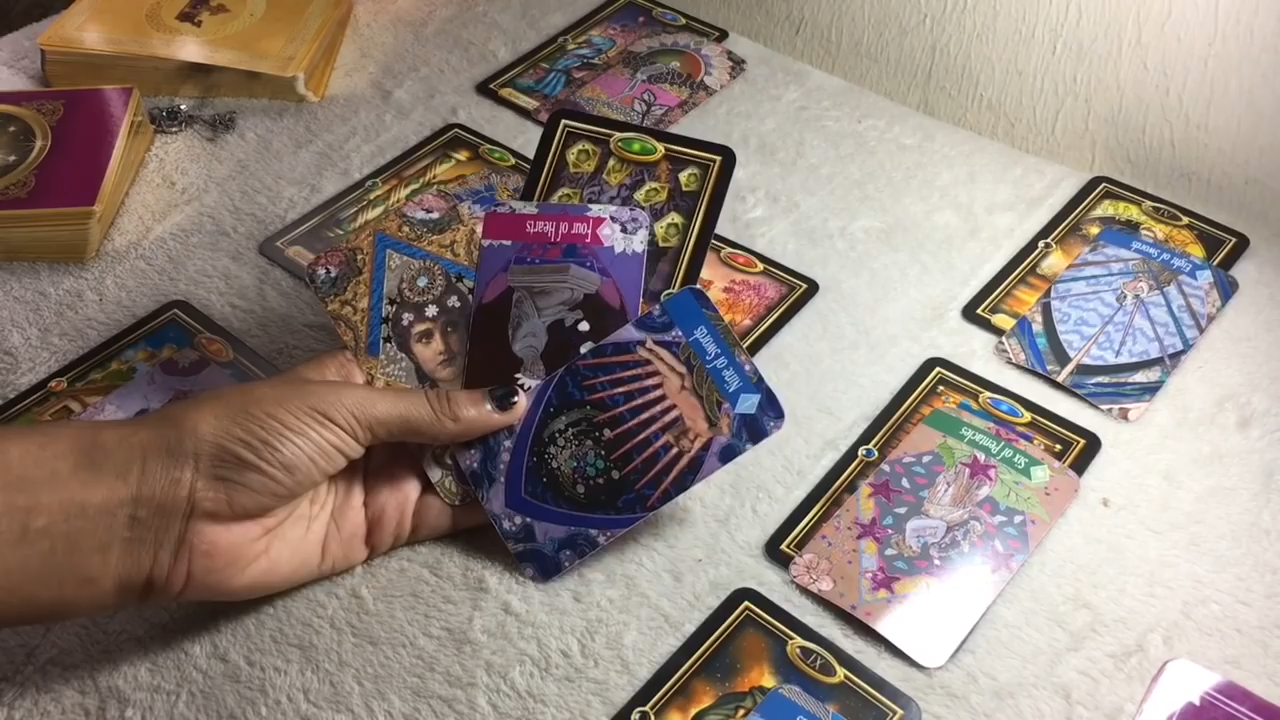 Four of Hearts
Nine of Swords
IV
Eight of Swords
Six of Pentacles
XI